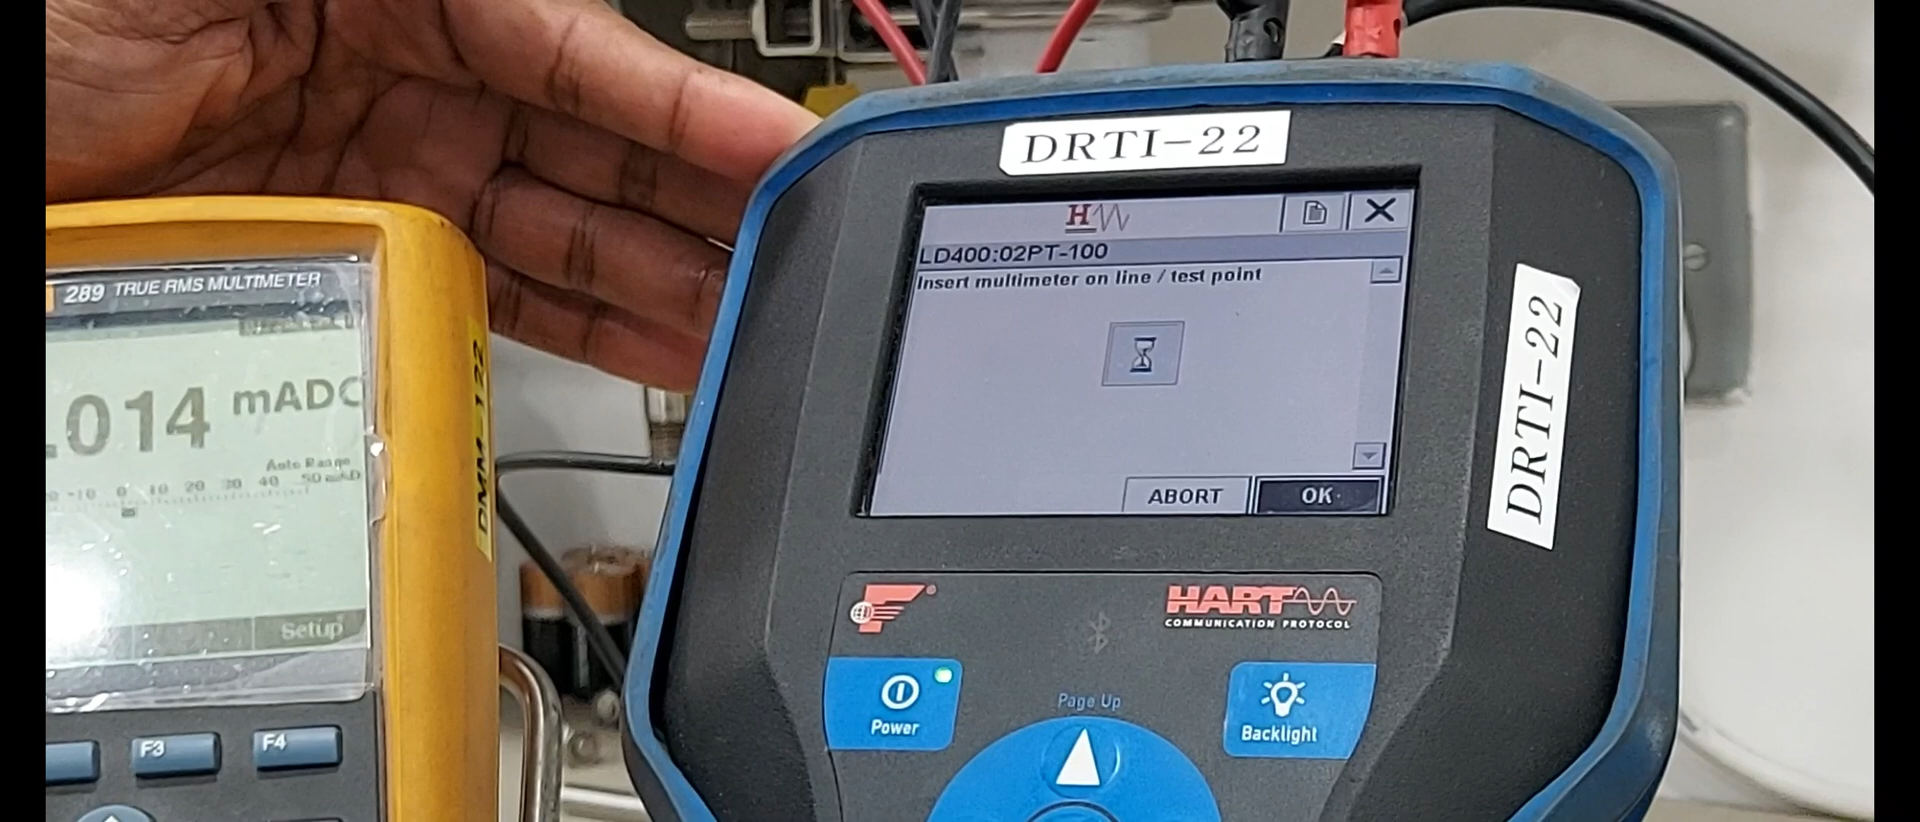 DRTI-22
H
LD400:02PT-100
Insert multimeter on line / test point
ABORT
OK
DRTI-22
HART
COMMUNICATION PROTOCOL
Power
Page Up
Backlight
289 TRUE RMS MULTIMETER
.014 mADC
Auto Range
-10 0 10 20 30 40 50 mAD
DMM-122
Setup
F3
F4